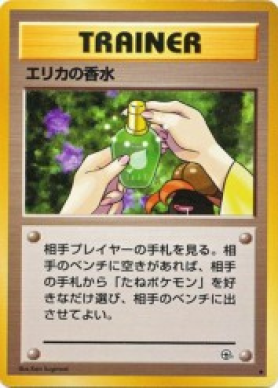 TRAINER
エリカの香水
相手プレイヤーの手札を見る。相
手のベンチに空きがあれば、相手
の手札から「たねポケモン」を好
きなだけ選び、相手のベンチに
出させてよい。
Illus. Ken Sugimori